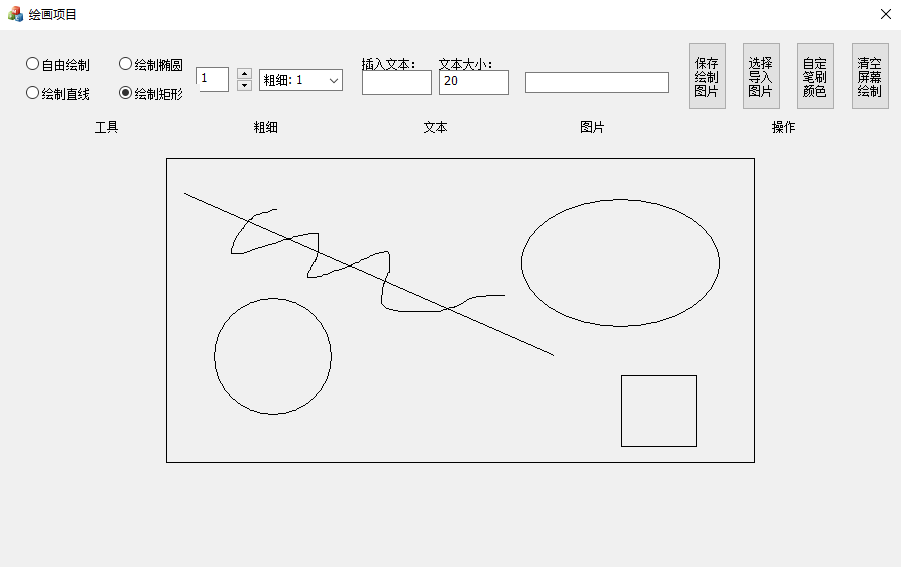 绘画项目
自由绘制
绘制椭圆
绘制直线
绘制矩形
1
粗细: 1
插入文本:
文本大小:
20
保存
绘制
图片
选择
导入
图片
自定
笔刷
颜色
清空
屏幕
绘制
工具
粗细
文本
图片
操作